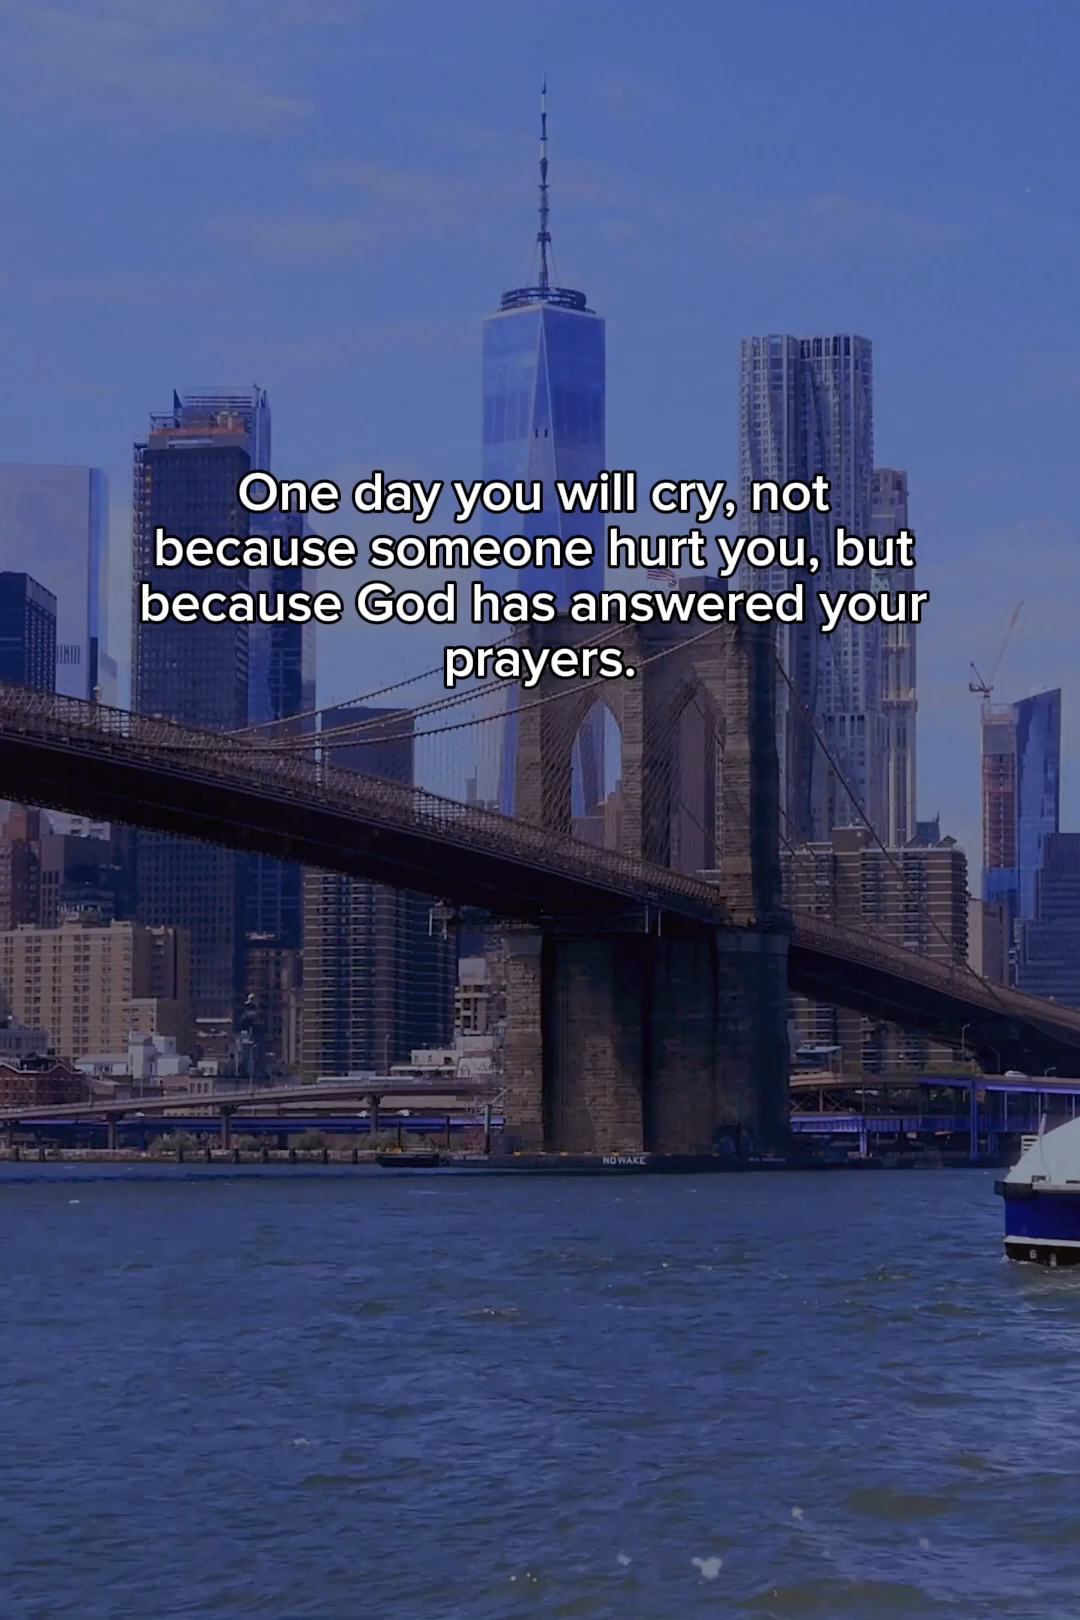 One day you will cry, not
because someone hurt you, but
because God has answered your
prayers.
NO WAKE
6